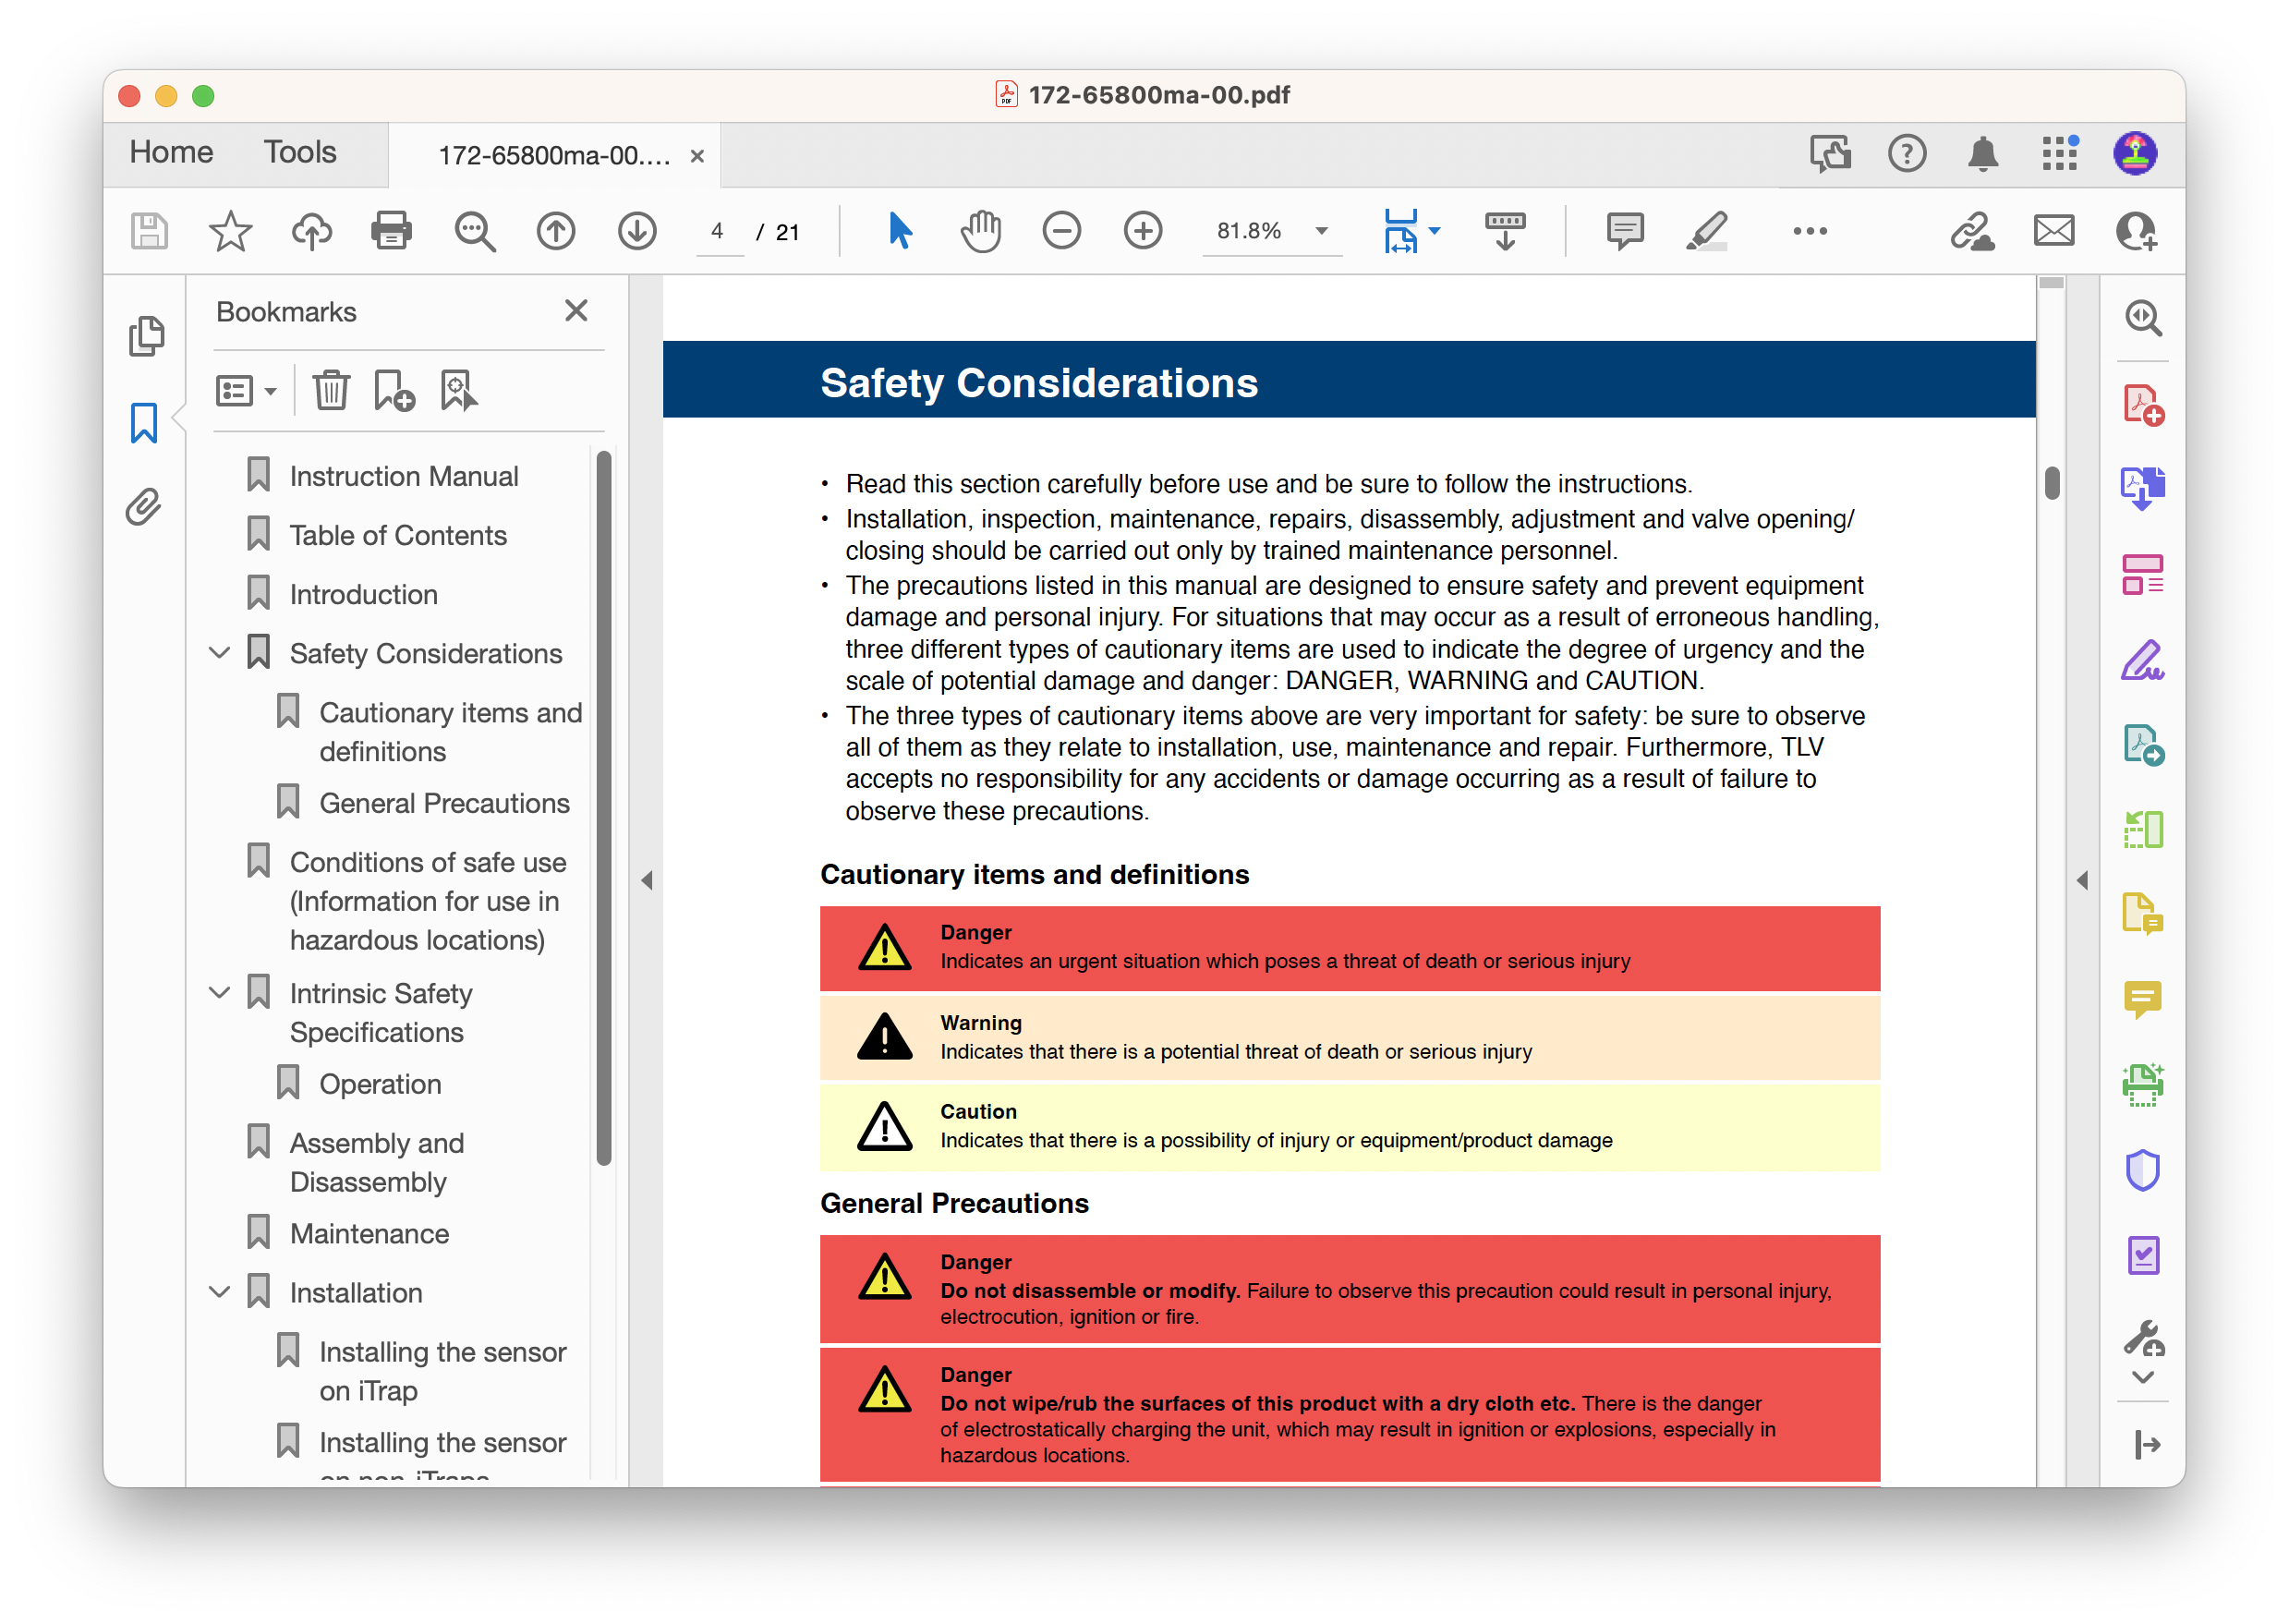 172-65800ma-00.pdf
Home
Tools
172-65800ma-00....
4 / 21
81.8%
Bookmarks
Instruction Manual
Table of Contents
Introduction
Safety Considerations
Cautionary items and
definitions
General Precautions
Conditions of safe use
(Information for use in
hazardous locations)
Intrinsic Safety
Specifications
Operation
Assembly and
Disassembly
Maintenance
Installation
Installing the sensor
on iTrap
Installing the sensor
on non-iTraps
Safety Considerations
• Read this section carefully before use and be sure to follow the instructions.
• Installation, inspection, maintenance, repairs, disassembly, adjustment and valve opening/
closing should be carried out only by trained maintenance personnel.
• The precautions listed in this manual are designed to ensure safety and prevent equipment
damage and personal injury. For situations that may occur as a result of erroneous handling,
three different types of cautionary items are used to indicate the degree of urgency and the
scale of potential damage and danger: DANGER, WARNING and CAUTION.
• The three types of cautionary items above are very important for safety: be sure to observe
all of them as they relate to installation, use, maintenance and repair. Furthermore, TLV
accepts no responsibility for any accidents or damage occurring as a result of failure to
observe these precautions.
Cautionary items and definitions
Danger
Indicates an urgent situation which poses a threat of death or serious injury
Warning
Indicates that there is a potential threat of death or serious injury
Caution
Indicates that there is a possibility of injury or equipment/product damage
General Precautions
Danger
Do not disassemble or modify. Failure to observe this precaution could result in personal injury,
electrocution, ignition or fire.
Danger
Do not wipe/rub the surfaces of this product with a dry cloth etc. There is the danger
of electrostatically charging the unit, which may result in ignition or explosions, especially in
hazardous locations.